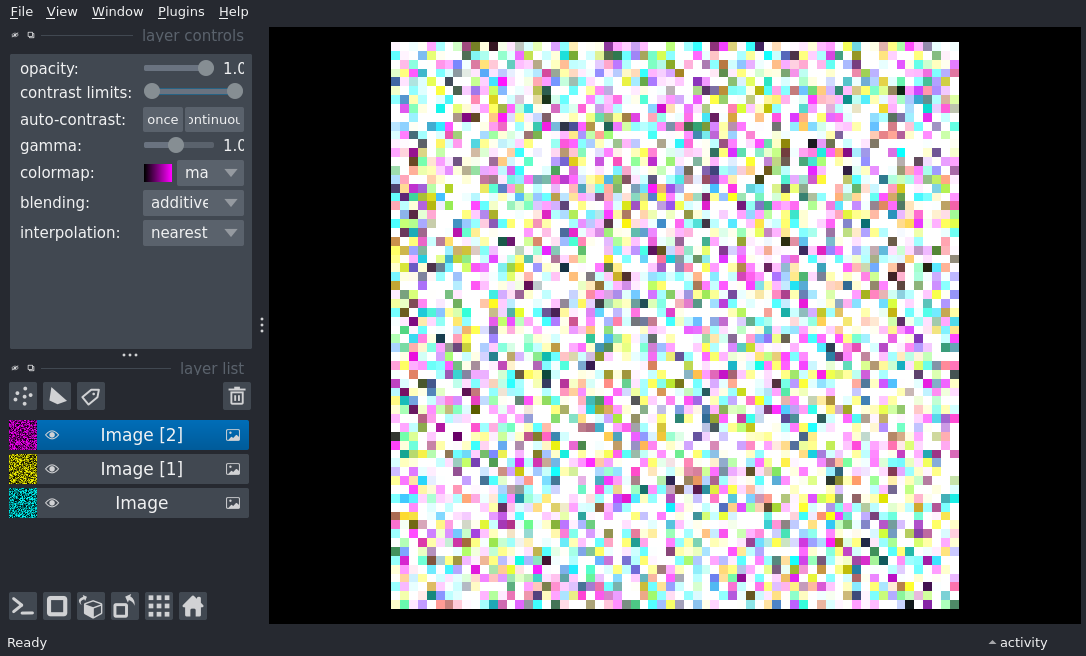 File View Window Plugins Help
layer controls
opacity: 1.0
contrast limits:
auto-contrast: once ontinuou
gamma: 1.0
colormap: ma
blending: additive
interpolation: nearest
layer list
Image [2]
Image [1]
Image
Ready activity